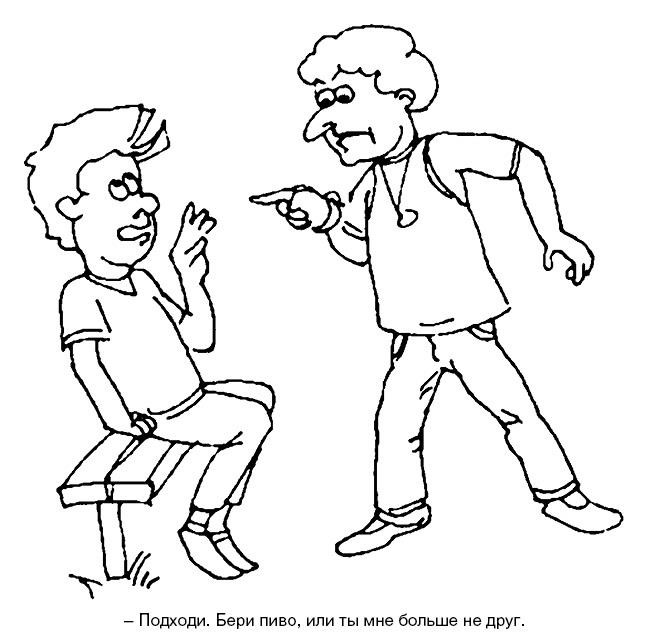 – Подходи. Бери пиво, или ты мне больше не друг.